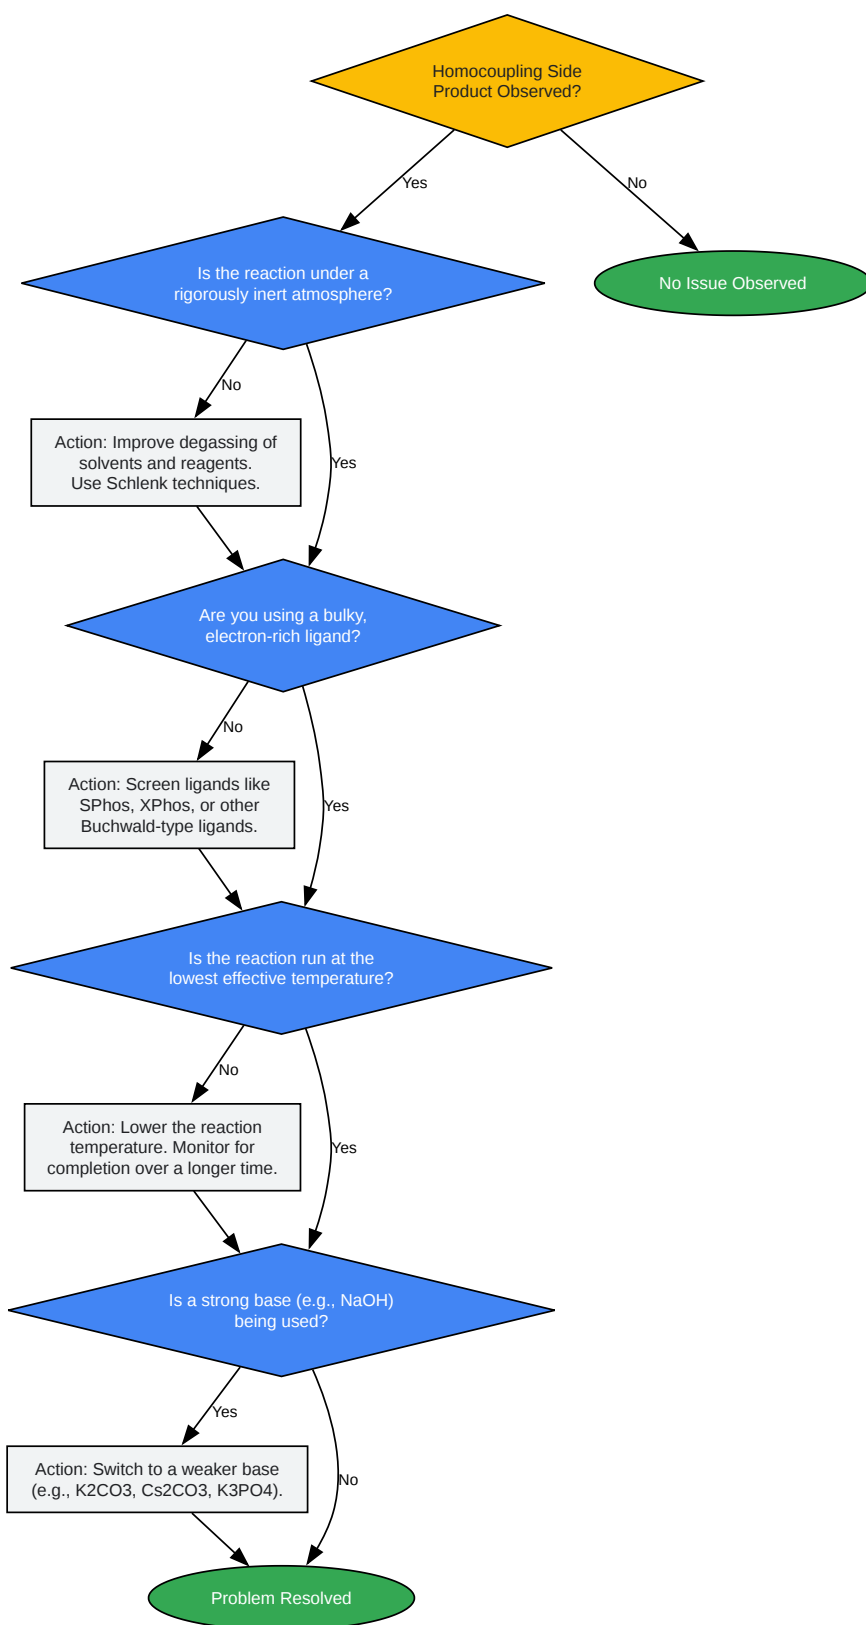 Homocoupling Side
Product Observed?
Yes
No
Is the reaction under a
rigorously inert atmosphere?
No Issue Observed
No
Action: Improve degassing of
solvents and reagents.
Use Schlenk techniques.
Yes
Are you using a bulky,
electron-rich ligand?
No
Action: Screen ligands like
SPhos, XPhos, or other
Buchwald-type ligands.
Yes
Is the reaction run at the
lowest effective temperature?
No
Action: Lower the reaction
temperature. Monitor for
completion over a longer time.
Yes
Is a strong base (e.g., NaOH)
being used?
Yes
Action: Switch to a weaker base
(e.g., K2CO3, Cs2CO3, K3PO4).
No
Problem Resolved